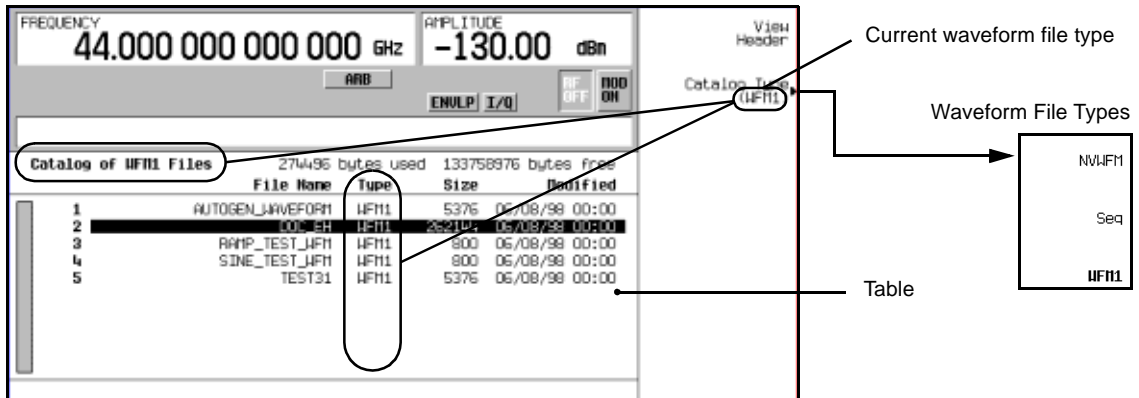 FREQUENCY
44.000 000 000 000 GHz
AMPLITUDE
-130.00 dBm
ARB
ENVLP I/Q
RF OFF
MOD ON
View Header
Catalog Type
(WFM1)
Current waveform file type
Waveform File Types
NVWFM
Seq
WFM1
Catalog of WFM1 Files 274496 bytes used 133758976 bytes free
File Name Type Size Modified
1 AUTOGEN_WAVEFORM WFM1 5376 06/08/98 00:00
2 DOC_EH WFM1 262144 06/08/98 00:00
3 RAMP_TEST_WFM WFM1 800 06/08/98 00:00
4 SINE_TEST_WFM WFM1 800 06/08/98 00:00
5 TEST31 WFM1 5376 06/08/98 00:00
Table